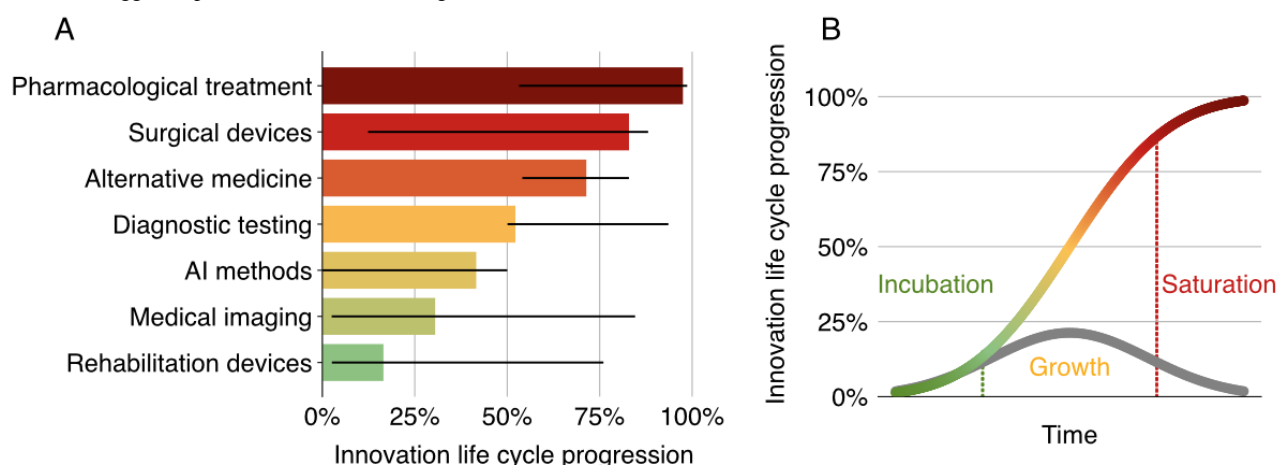 A
Pharmacological treatment
Surgical devices
Alternative medicine
Diagnostic testing
AI methods
Medical imaging
Rehabilitation devices
0% 25% 50% 75% 100%
Innovation life cycle progression
B
Innovation life cycle progression
100%
75%
50%
25%
0%
Incubation
Growth
Saturation
Time